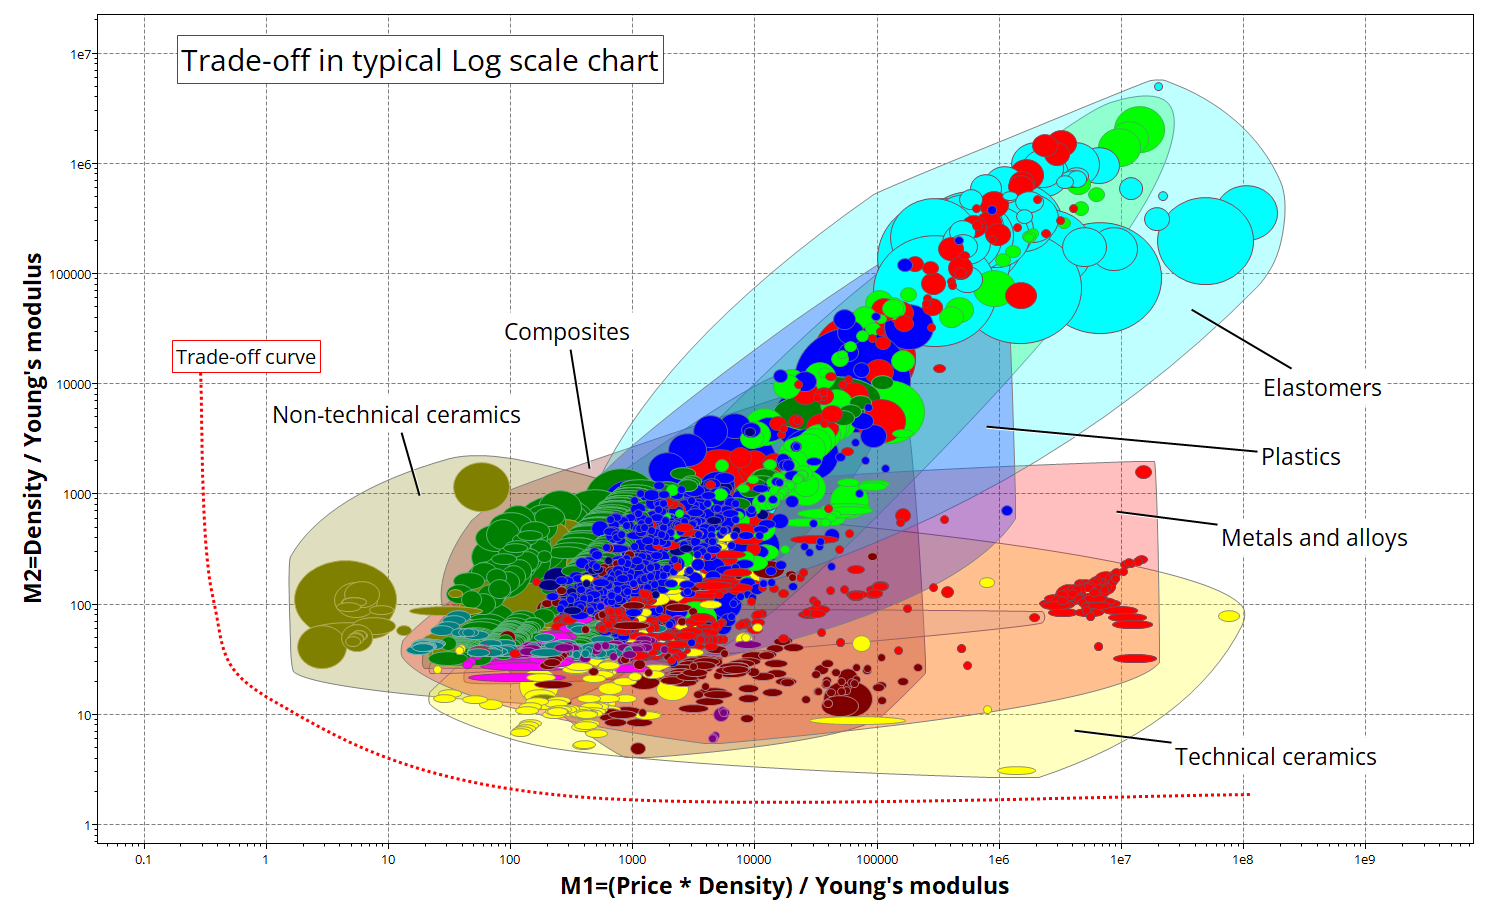 Trade-off in typical Log scale chart
1e7
1e6
100000
10000
1000
100
10
1
M2=Density / Young's modulus
Composites
Trade-off curve
Non-technical ceramics
Elastomers
Plastics
Metals and alloys
Technical ceramics
0.1
1
10
100
1000
10000
100000
1e6
1e7
1e8
1e9
M1=(Price * Density) / Young's modulus